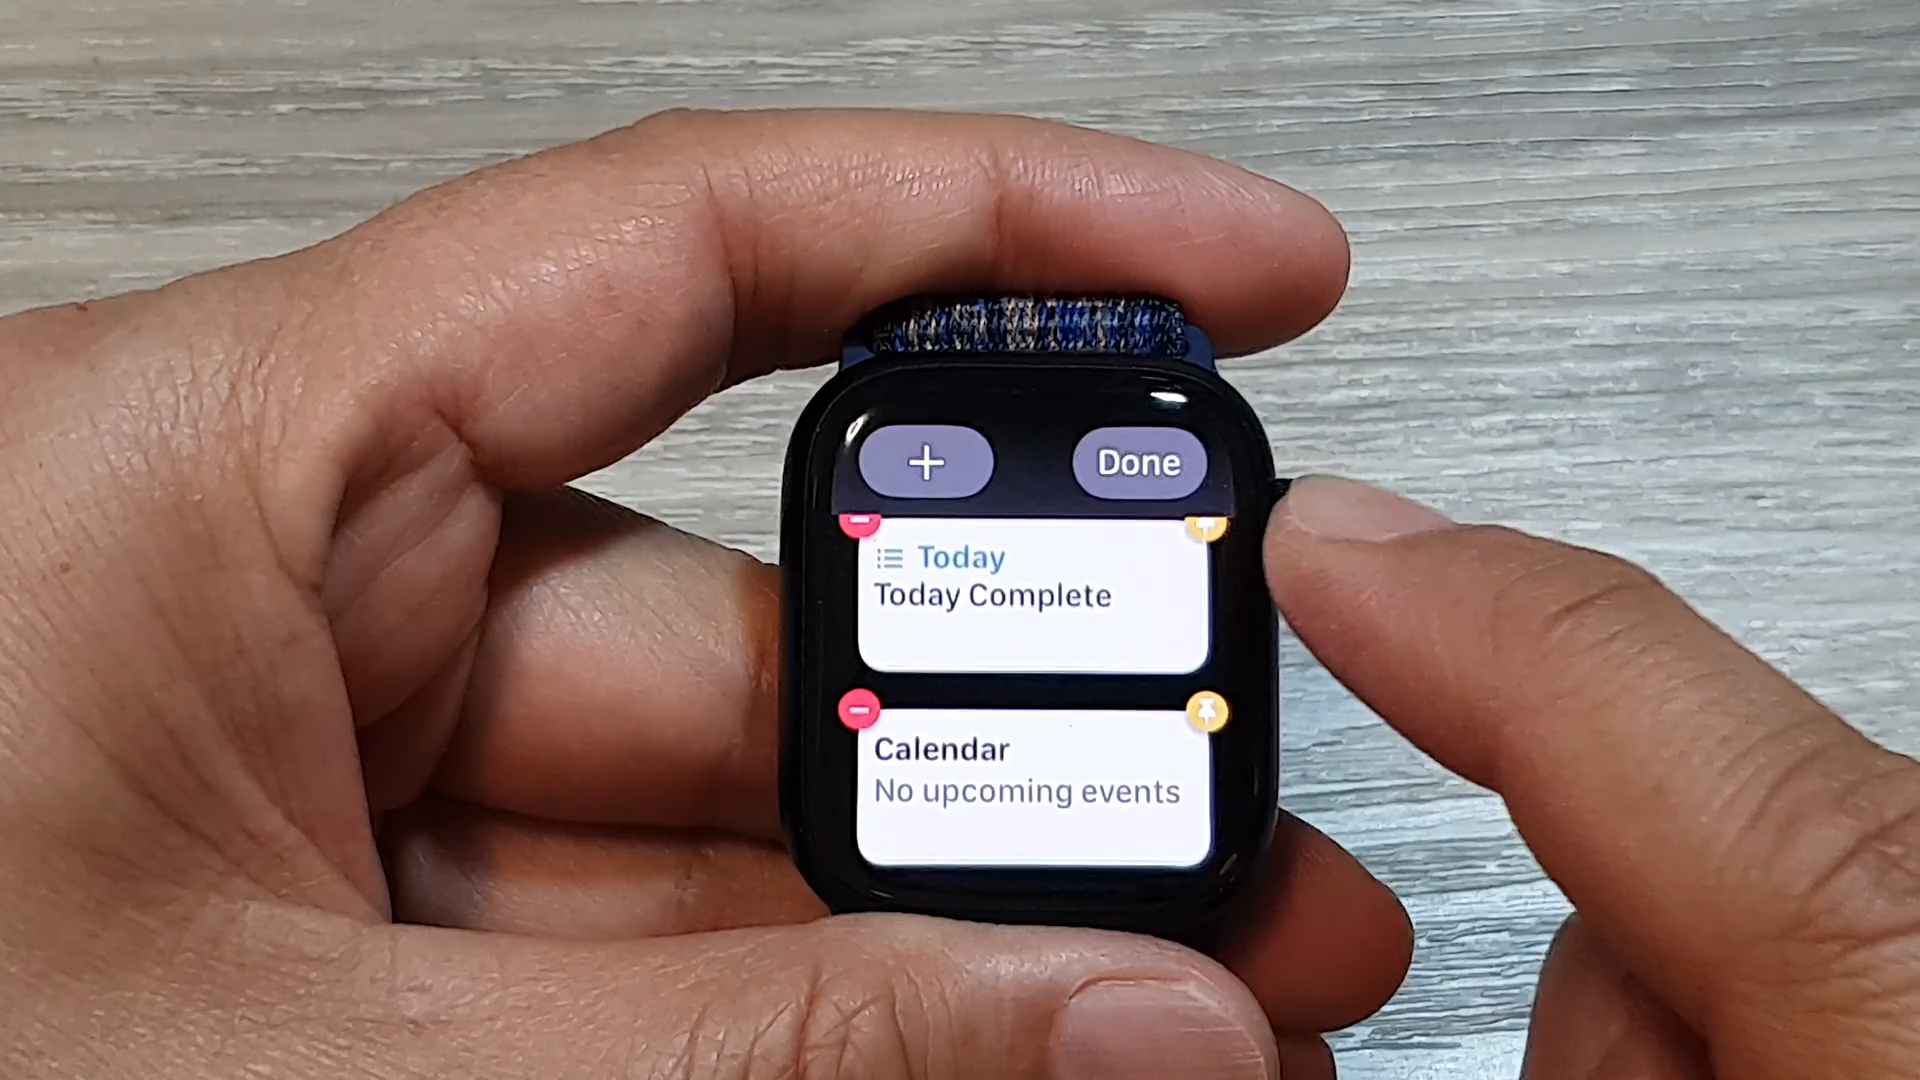 +
Done
Today
Today Complete
Calendar
No upcoming events